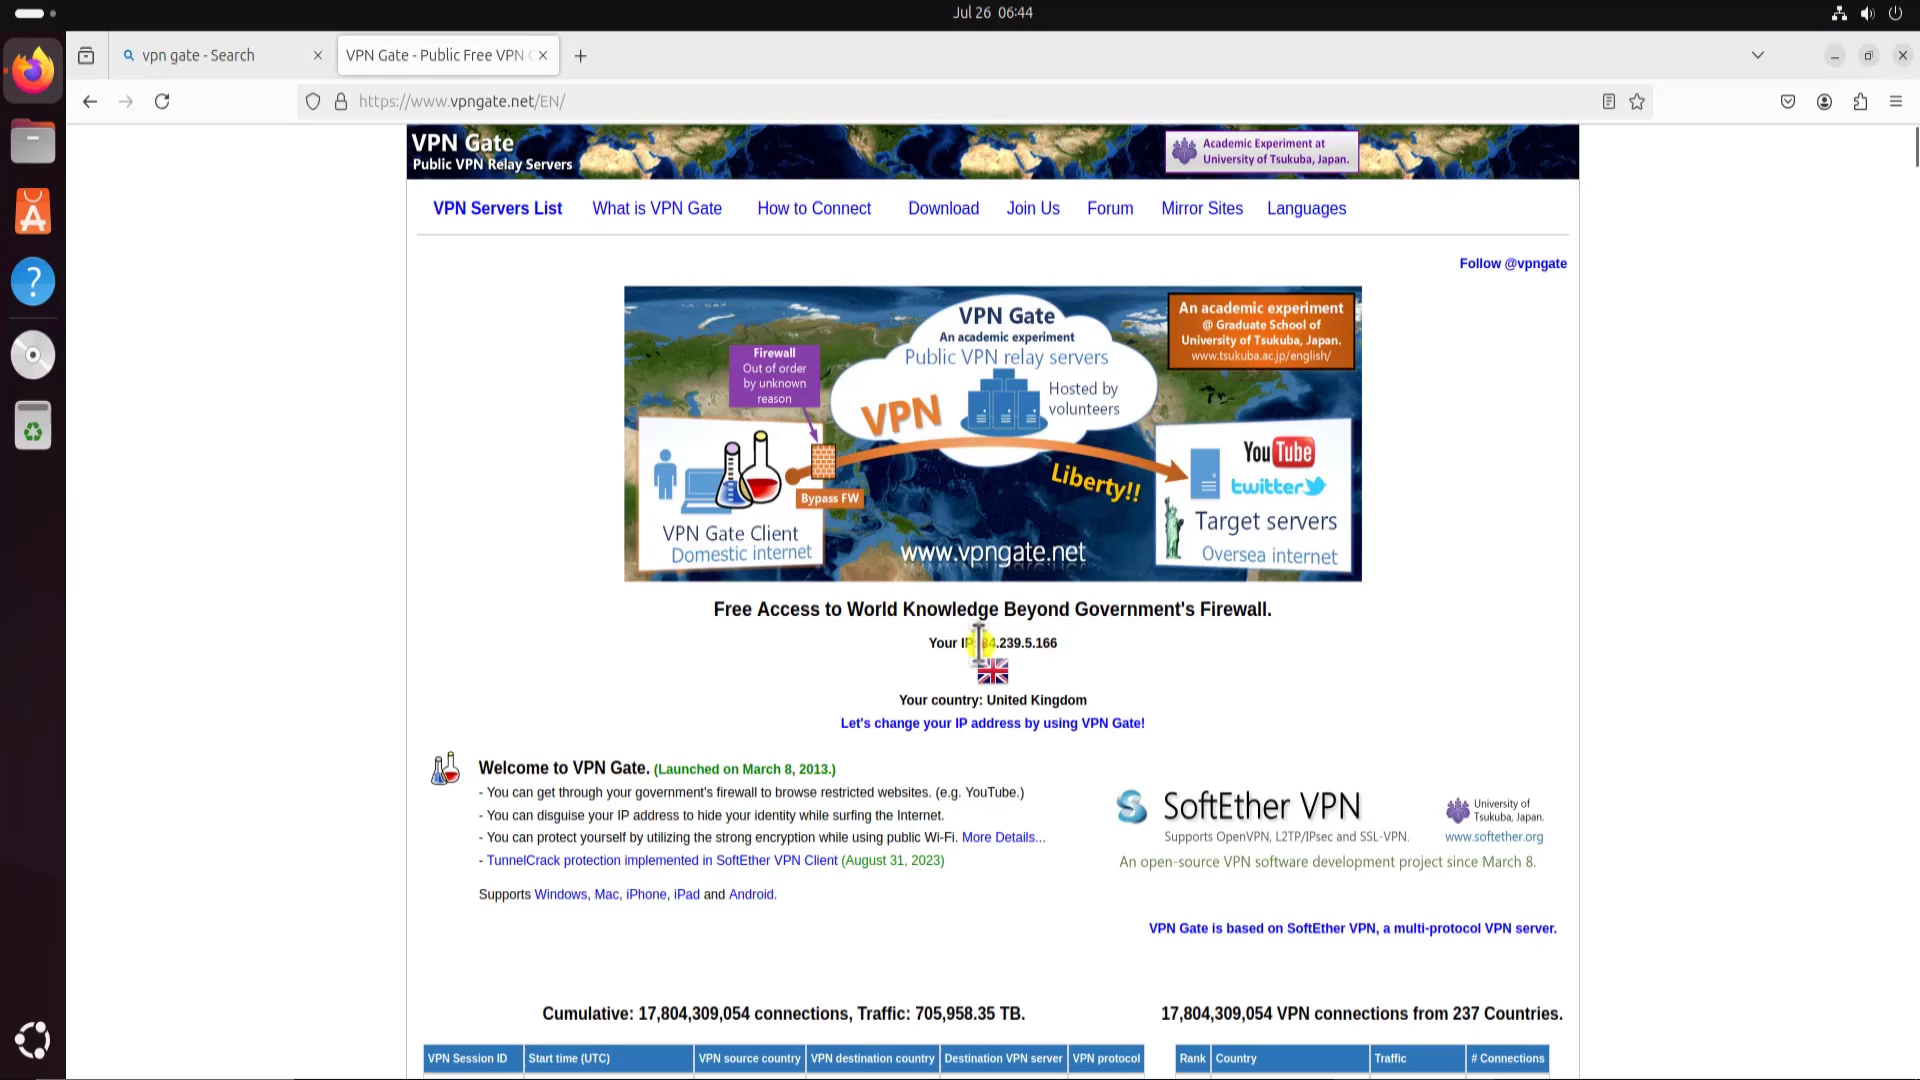 Jul 26 06:44
vpn gate - Search
VPN Gate - Public Free VPN
https://www.vpngate.net/EN/
VPN Gate
Public VPN Relay Servers
Academic Experiment at
University of Tsukuba, Japan.
VPN Servers List
What is VPN Gate
How to Connect
Download
Join Us
Forum
Mirror Sites
Languages
Follow @vpngate
VPN Gate
An academic experiment
Public VPN relay servers
Hosted by
volunteers
An academic experiment
@ Graduate School of
University of Tsukuba, Japan.
www.tsukuba.ac.jp/english/
Firewall
Out of order
by unknown
reason
VPN
Liberty!!
Bypass FW
VPN Gate Client
Domestic internet
www.vpngate.net
YouTube
twitter
Target servers
Oversea internet
Free Access to World Knowledge Beyond Government's Firewall.
Your IP: 4.239.5.166
Your country: United Kingdom
Let's change your IP address by using VPN Gate!
Welcome to VPN Gate. (Launched on March 8, 2013.)
- You can get through your government's firewall to browse restricted websites. (e.g. YouTube.)
- You can disguise your IP address to hide your identity while surfing the Internet.
- You can protect yourself by utilizing the strong encryption while using public Wi-Fi. More Details...
- TunnelCrack protection implemented in SoftEther VPN Client (August 31, 2023)
Supports Windows, Mac, iPhone, iPad and Android.
SoftEther VPN
Supports OpenVPN, L2TP/IPsec and SSL-VPN.
University of
Tsukuba, Japan.
www.softether.org
An open-source VPN software development project since March 8.
VPN Gate is based on SoftEther VPN, a multi-protocol VPN server.
Cumulative: 17,804,309,054 connections, Traffic: 705,958.35 TB.
17,804,309,054 VPN connections from 237 Countries.
VPN Session ID
Start time (UTC)
VPN source country
VPN destination country
Destination VPN server
VPN protocol
Rank
Country
Traffic
# Connections